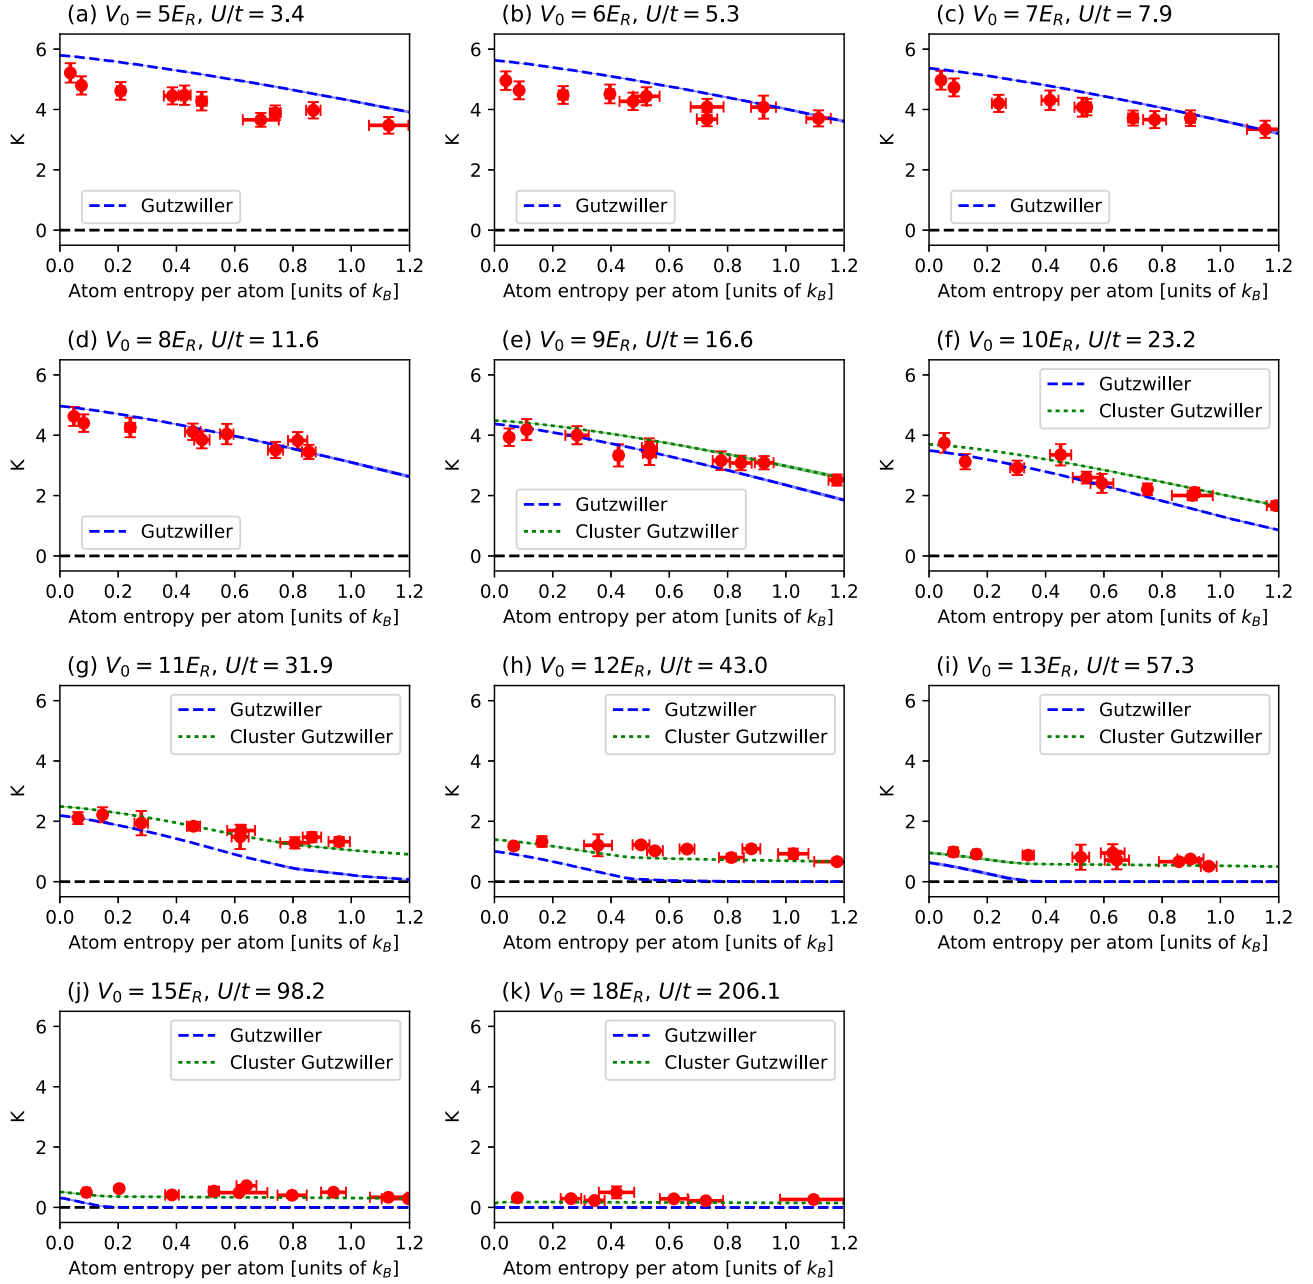 (a) V₀ = 5E_R, U/t = 3.4
K
6
4
2
0
Gutzwiller
0.0 0.2 0.4 0.6 0.8 1.0 1.2
Atom entropy per atom [units of k_B]
(b) V₀ = 6E_R, U/t = 5.3
K
6
4
2
0
Gutzwiller
0.0 0.2 0.4 0.6 0.8 1.0 1.2
Atom entropy per atom [units of k_B]
(c) V₀ = 7E_R, U/t = 7.9
K
6
4
2
0
Gutzwiller
0.0 0.2 0.4 0.6 0.8 1.0 1.2
Atom entropy per atom [units of k_B]
(d) V₀ = 8E_R, U/t = 11.6
K
6
4
2
0
Gutzwiller
0.0 0.2 0.4 0.6 0.8 1.0 1.2
Atom entropy per atom [units of k_B]
(e) V₀ = 9E_R, U/t = 16.6
K
6
4
2
0
Gutzwiller
Cluster Gutzwiller
0.0 0.2 0.4 0.6 0.8 1.0 1.2
Atom entropy per atom [units of k_B]
(f) V₀ = 10E_R, U/t = 23.2
K
6
4
2
0
Gutzwiller
Cluster Gutzwiller
0.0 0.2 0.4 0.6 0.8 1.0 1.2
Atom entropy per atom [units of k_B]
(g) V₀ = 11E_R, U/t = 31.9
K
6
4
2
0
Gutzwiller
Cluster Gutzwiller
0.0 0.2 0.4 0.6 0.8 1.0 1.2
Atom entropy per atom [units of k_B]
(h) V₀ = 12E_R, U/t = 43.0
K
6
4
2
0
Gutzwiller
Cluster Gutzwiller
0.0 0.2 0.4 0.6 0.8 1.0 1.2
Atom entropy per atom [units of k_B]
(i) V₀ = 13E_R, U/t = 57.3
K
6
4
2
0
Gutzwiller
Cluster Gutzwiller
0.0 0.2 0.4 0.6 0.8 1.0 1.2
Atom entropy per atom [units of k_B]
(j) V₀ = 15E_R, U/t = 98.2
K
6
4
2
0
Gutzwiller
Cluster Gutzwiller
0.0 0.2 0.4 0.6 0.8 1.0 1.2
Atom entropy per atom [units of k_B]
(k) V₀ = 18E_R, U/t = 206.1
K
6
4
2
0
Gutzwiller
Cluster Gutzwiller
0.0 0.2 0.4 0.6 0.8 1.0 1.2
Atom entropy per atom [units of k_B]